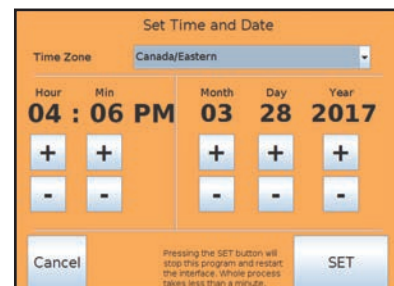 Set Time and Date
Time Zone Canada/Eastern
Hour Min Month Day Year
04 : 06 PM 03 28 2017
+ + + + +
- - - - -
Cancel
Pressing the SET button will
stop this program and restart
the interface. Whole process
takes less than a minute.
SET